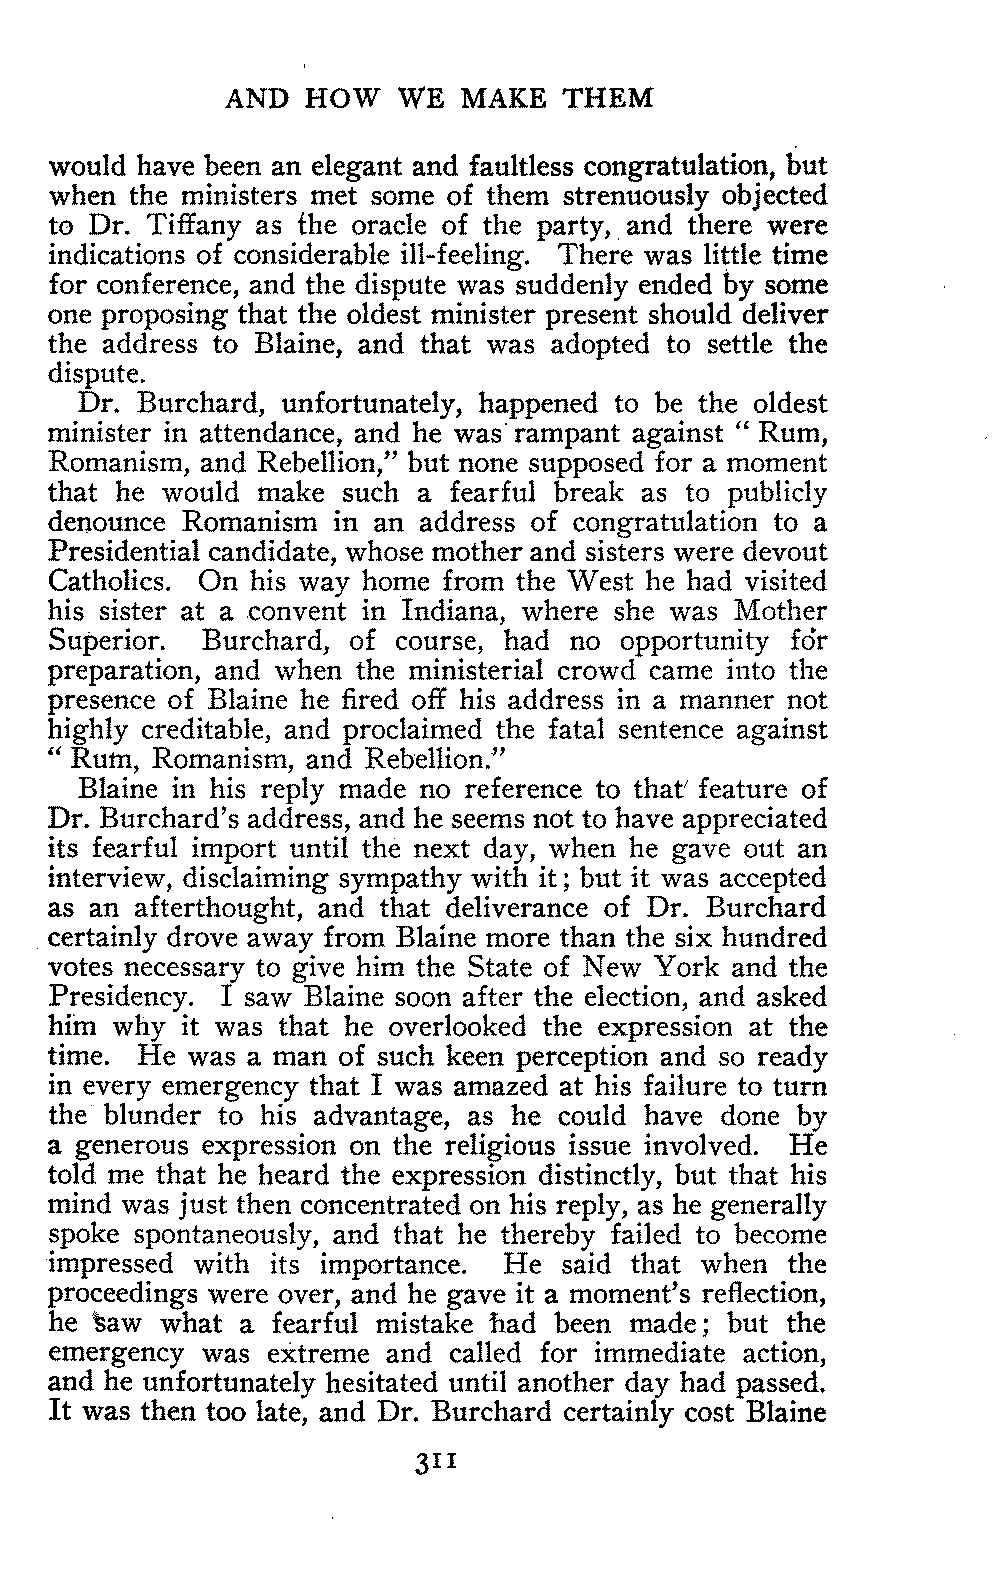 AND HOW WE MAKE THEM
would have been an elegant and faultless congratulation, but
when the ministers met some of them strenuously objected
to Dr. Tiffany as the oracle of the party, and there were
indications of considerable ill-feeling. There was little time
for conference, and the dispute was suddenly ended by some
one proposing that the oldest minister present should deliver
the address to Blaine, and that was adopted to settle the
dispute.
Dr. Burchard, unfortunately, happened to be the oldest
minister in attendance, and he was rampant against “ Rum,
Romanism, and Rebellion,” but none supposed for a moment
that he would make such a fearful break as to publicly
denounce Romanism in an address of congratulation to a
Presidential candidate, whose mother and sisters were devout
Catholics. On his way home from the West he had visited
his sister at a convent in Indiana, where she was Mother
Superior. Burchard, of course, had no opportunity for
preparation, and when the ministerial crowd came into the
presence of Blaine he fired off his address in a manner not
highly creditable, and proclaimed the fatal sentence against
“ Rum, Romanism, and Rebellion.”
Blaine in his reply made no reference to that feature of
Dr. Burchard's address, and he seems not to have appreciated
its fearful import until the next day, when he gave out an
interview, disclaiming sympathy with it; but it was accepted
as an afterthought, and that deliverance of Dr. Burchard
certainly drove away from Blaine more than the six hundred
votes necessary to give him the State of New York and the
Presidency. I saw Blaine soon after the election, and asked
him why it was that he overlooked the expression at the
time. He was a man of such keen perception and so ready
in every emergency that I was amazed at his failure to turn
the blunder to his advantage, as he could have done by
a generous expression on the religious issue involved. He
told me that he heard the expression distinctly, but that his
mind was just then concentrated on his reply, as he generally
spoke spontaneously, and that he thereby failed to become
impressed with its importance. He said that when the
proceedings were over, and he gave it a moment's reflection,
he saw what a fearful mistake had been made; but the
emergency was extreme and called for immediate action,
and he unfortunately hesitated until another day had passed.
It was then too late, and Dr. Burchard certainly cost Blaine
311